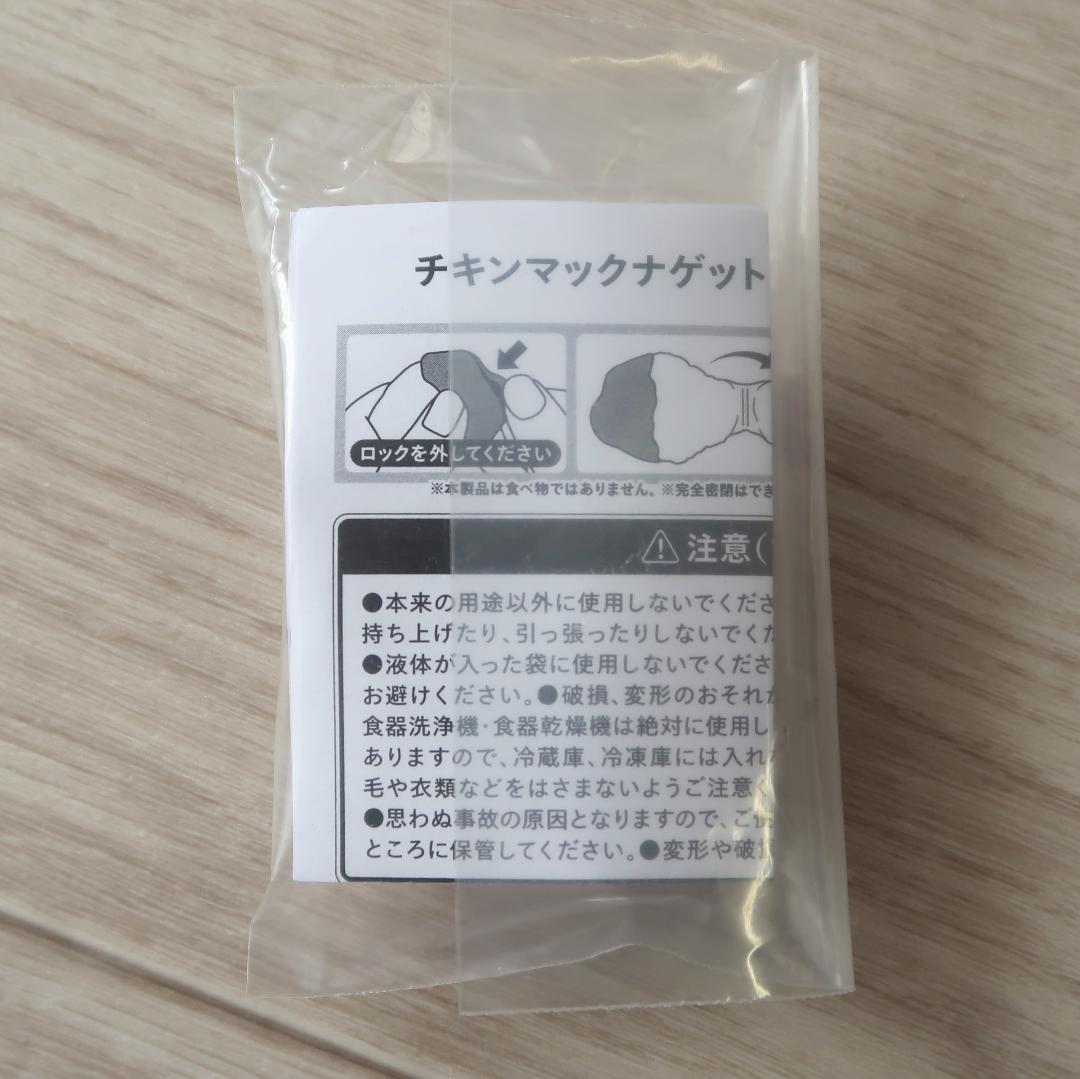 チキンマックナゲット
ロックを外してください
※本製品は食べ物ではありません。※完全密閉はでき
注意(
●本来の用途以外に使用しないでくださ
持ち上げたり、引っ張ったりしないでくだ
●液体が入った袋に使用しないでくださ
お避けください。●破損、変形のおそれが
食器洗浄機・食器乾燥機は絶対に使用し
ありますので、冷蔵庫、冷凍庫には入れ
毛や衣類などをはさまないようご注意
●思わぬ事故の原因となりますので、ご使
ところに保管してください。●変形や破損